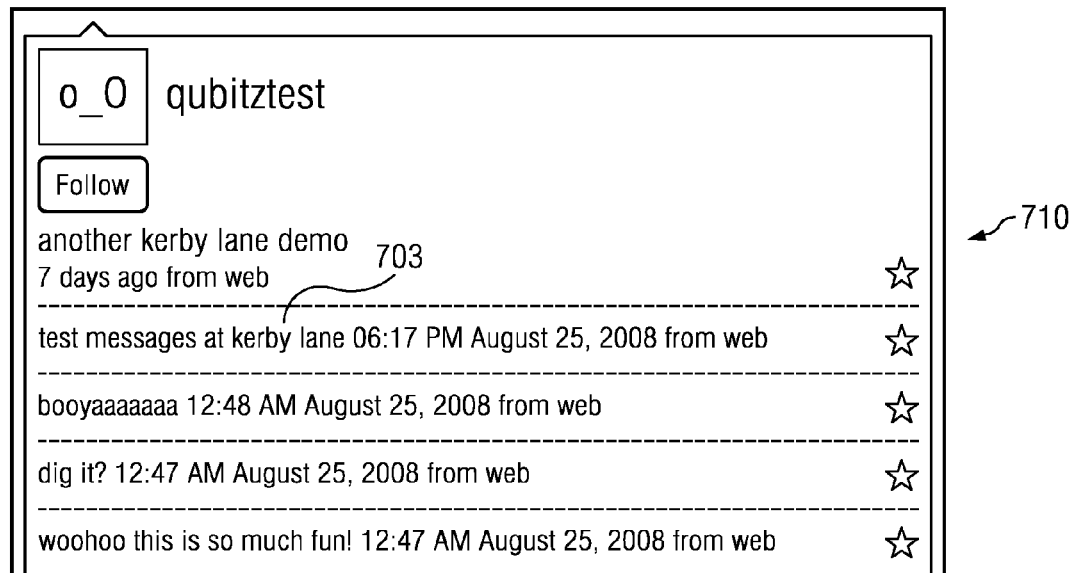 o_O qubitztest
Follow
another kerby lane demo
703
7 days ago from web
710
test messages at kerby lane 06:17 PM August 25, 2008 from web
booyaaaaaaa 12:48 AM August 25, 2008 from web
dig it? 12:47 AM August 25, 2008 from web
woohoo this is so much fun! 12:47 AM August 25, 2008 from web